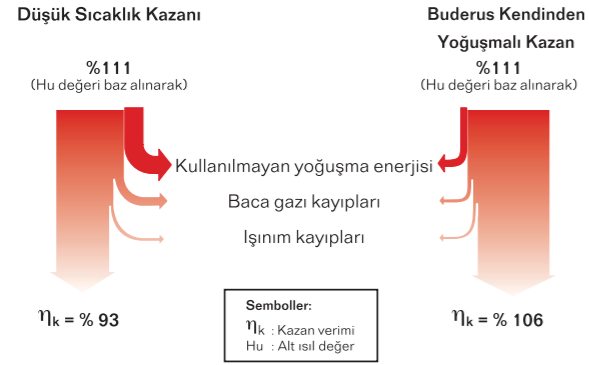 Düşük Sıcaklık Kazanı
%111
(Hu değeri baz alınarak)
Buderus Kendinden
Yoğuşmalı Kazan
%111
(Hu değeri baz alınarak)
Kullanılmayan yoğuşma enerjisi
Baca gazı kayıpları
Işınım kayıpları
ηk = % 93
ηk = % 106
Semboller:
ηk : Kazan verimi
Hu : Alt ısıl değer